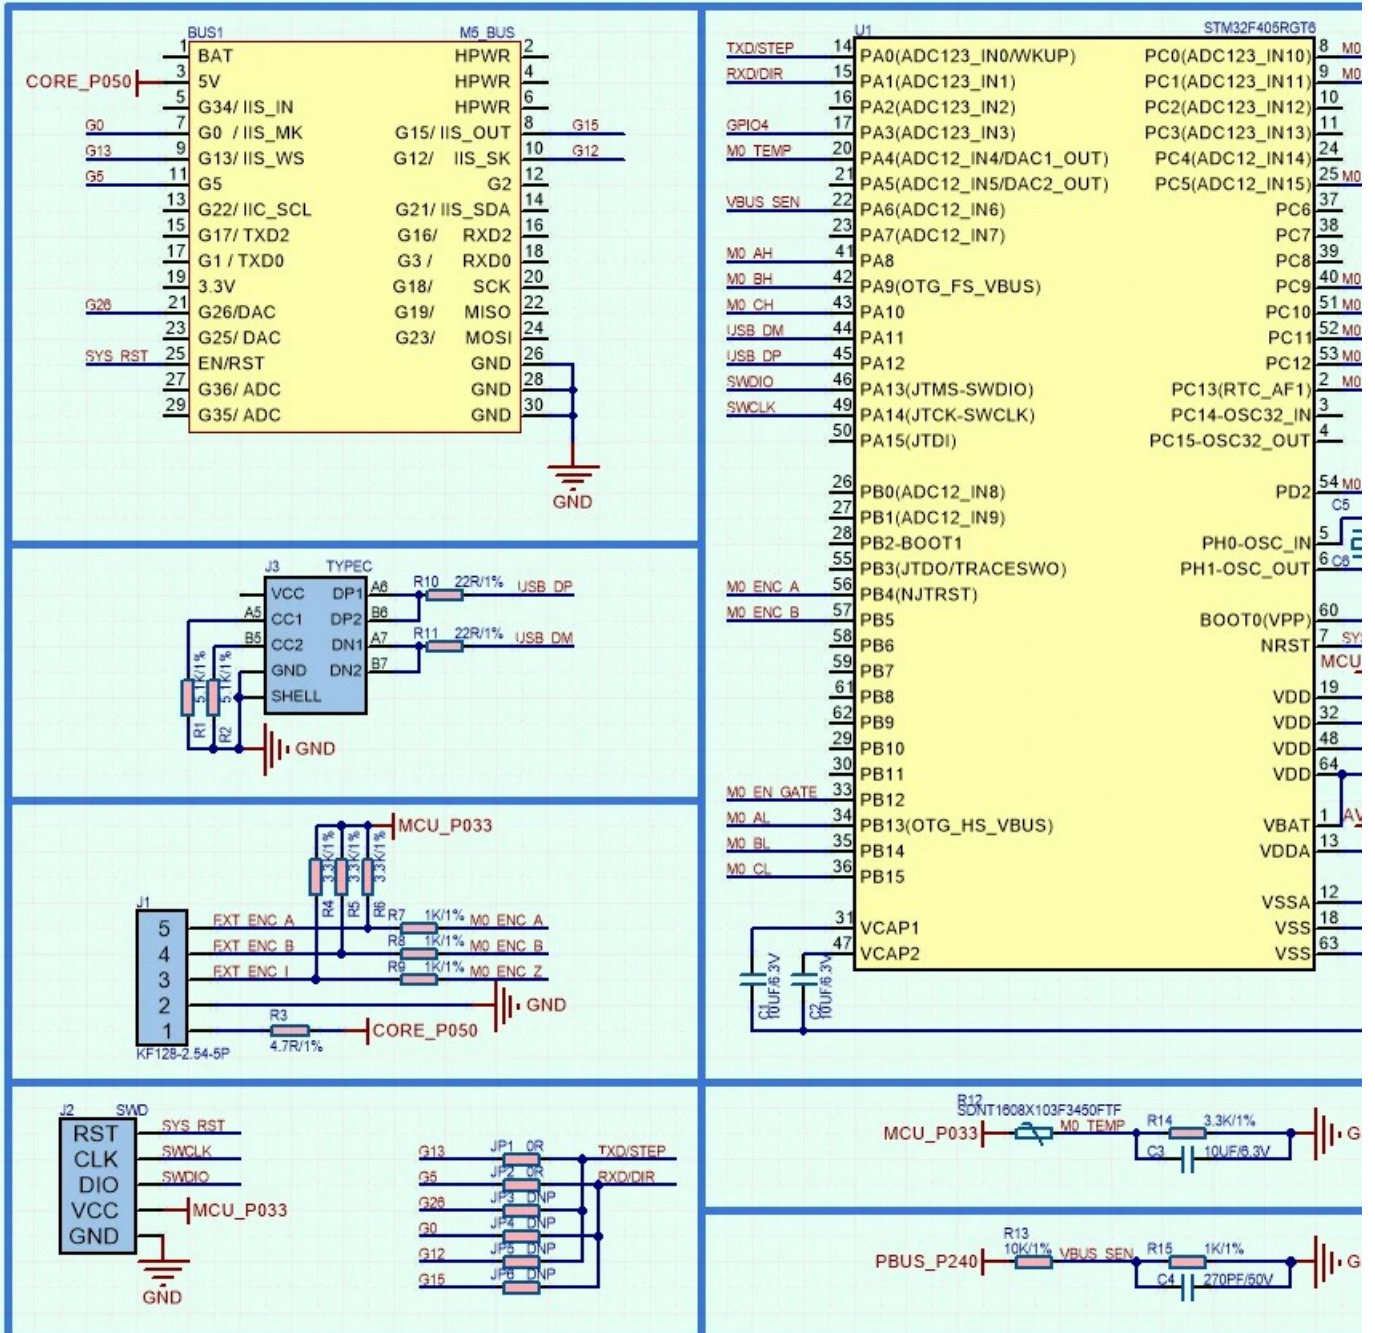 BUS1 M5_BUS
1 BAT HPWR 2
CORE_P050 3 5V HPWR 4
5 G34/ IIS_IN HPWR 6
G0 7 G0 / IIS_MK G15/ IIS_OUT 8 G15
G13 9 G13/ IIS_WS G12/ IIS_SK 10 G12
G5 11 G5 G2 12
13 G22/ IIC_SCL G21/ IIS_SDA 14
15 G17/ TXD2 G16/ RXD2 16
17 G1 / TXD0 G3 / RXD0 18
19 3.3V G18/ SCK 20
G26 21 G26/DAC G19/ MISO 22
23 G25/ DAC G23/ MOSI 24
SYS_RST 25 EN/RST GND 26
27 G36/ ADC GND 28
29 G35/ ADC GND 30
GND
J3 TYPEC
VCC DP1 A6 R10 22R/1% USB_DP
A5 CC1 DP2 B6
B5 CC2 DN1 A7 R11 22R/1% USB_DM
GND DN2 B7
SHELL
R1 5.1K/1%
R2 5.1K/1%
GND
MCU_P033
R4 3.3K/1%
R5 3.3K/1%
R6 3.3K/1%
J1
5 EXT_ENC_A R7 1K/1% M0_ENC_A
4 EXT_ENC_B R8 1K/1% M0_ENC_B
3 EXT_ENC_I R9 1K/1% M0_ENC_Z
2 GND
1 R3 CORE_P050
4.7R/1%
KF128-2.54-5P
J2 SWD
RST SYS_RST
CLK SWCLK
DIO SWDIO
VCC MCU_P033
GND
GND
G13 JP1 0R TXD/STEP
G5 JP2 0R RXD/DIR
G26 JP3 DNP
G0 JP4 DNP
G12 JP5 DNP
G15 JP6 DNP
U1 STM32F405RGT6
TXD/STEP 14 PA0(ADC123_IN0/WKUP) PC0(ADC123_IN10) 8 M0
RXD/DIR 15 PA1(ADC123_IN1) PC1(ADC123_IN11) 9 M0
16 PA2(ADC123_IN2) PC2(ADC123_IN12) 10
GPIO4 17 PA3(ADC123_IN3) PC3(ADC123_IN13) 11
M0_TEMP 20 PA4(ADC12_IN4/DAC1_OUT) PC4(ADC12_IN14) 24
21 PA5(ADC12_IN5/DAC2_OUT) PC5(ADC12_IN15) 25 M0
VBUS_SEN 22 PA6(ADC12_IN6) PC6 37
23 PA7(ADC12_IN7) PC7 38
M0_AH 41 PA8 PC8 39
M0_BH 42 PA9(OTG_FS_VBUS) PC9 40 M0
M0_CH 43 PA10 PC10 51 M0
USB_DM 44 PA11 PC11 52 M0
USB_DP 45 PA12 PC12 53 M0
SWDIO 46 PA13(JTMS-SWDIO) PC13(RTC_AF1) 2 M0
SWCLK 49 PA14(JTCK-SWCLK) PC14-OSC32_IN 3
50 PA15(JTDI) PC15-OSC32_OUT 4
26 PB0(ADC12_IN8) PD2 54 M0
27 PB1(ADC12_IN9) C5
28 PB2-BOOT1 PH0-OSC_IN 5
55 PB3(JTDO/TRACESWO) PH1-OSC_OUT 6 C6
M0_ENC_A 56 PB4(NJTRST)
M0_ENC_B 57 PB5 BOOT0(VPP) 60
58 PB6 NRST 7 SY
59 PB7 MCU
61 PB8 VDD 19
62 PB9 VDD 32
29 PB10 VDD 48
30 PB11 VDD 64
M0_EN_GATE 33 PB12
M0_AL 34 PB13(OTG_HS_VBUS) VBAT 1 AV
M0_BL 35 PB14 VDDA 13
M0_CL 36 PB15
VSSA 12
31 VCAP1 VSS 18
47 VCAP2 VSS 63
C1 10UF/6.3V
C2 10UF/6.3V
R12
SDNT1608X103F3450FTF
MCU_P033 M0_TEMP R14 3.3K/1% G
C3 10UF/6.3V
R13
10K/1%
PBUS_P240 VBUS_SEN R15 1K/1% G
C4 270PF/50V